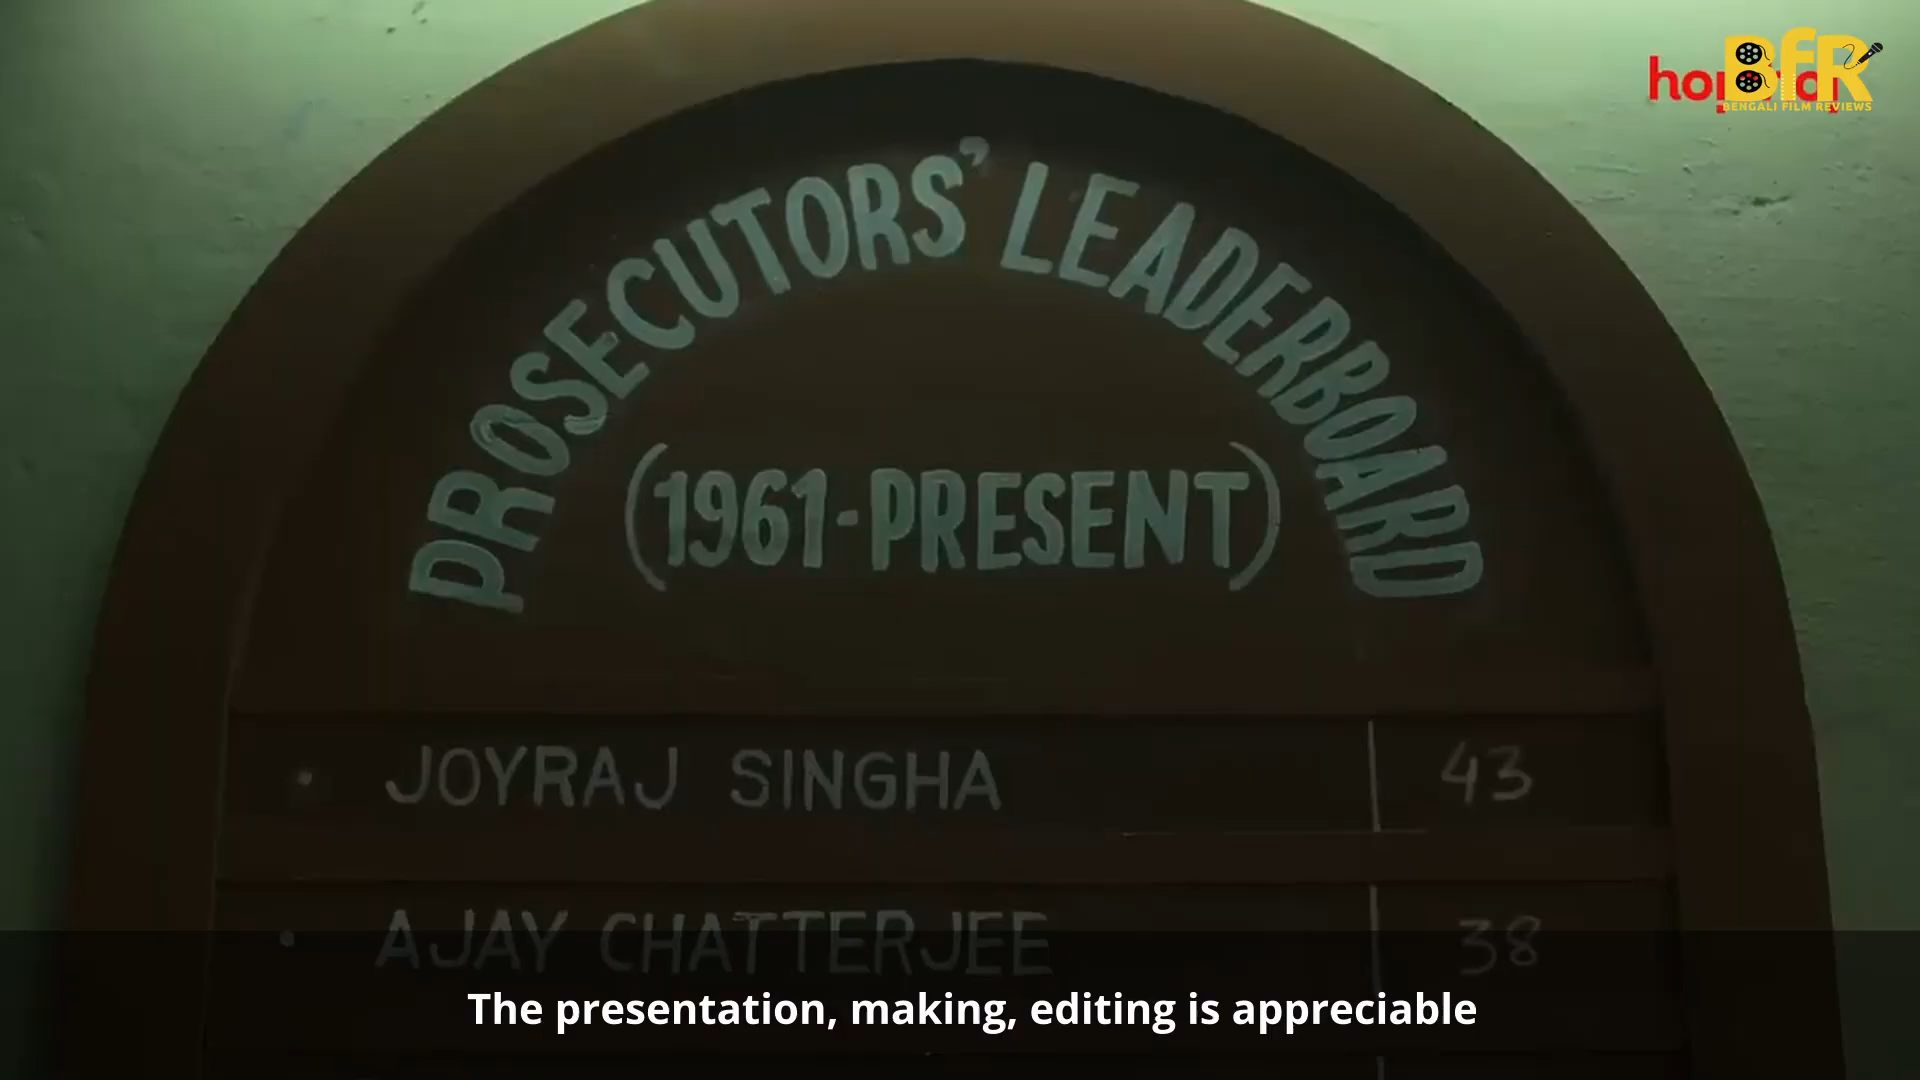 BFR
BENGALI FILM REVIEWS
PROSECUTORS' LEADERBOARD
(1961-PRESENT)
JOYRAJ SINGHA 43
AJAY CHATTERJEE 38
The presentation, making, editing is appreciable